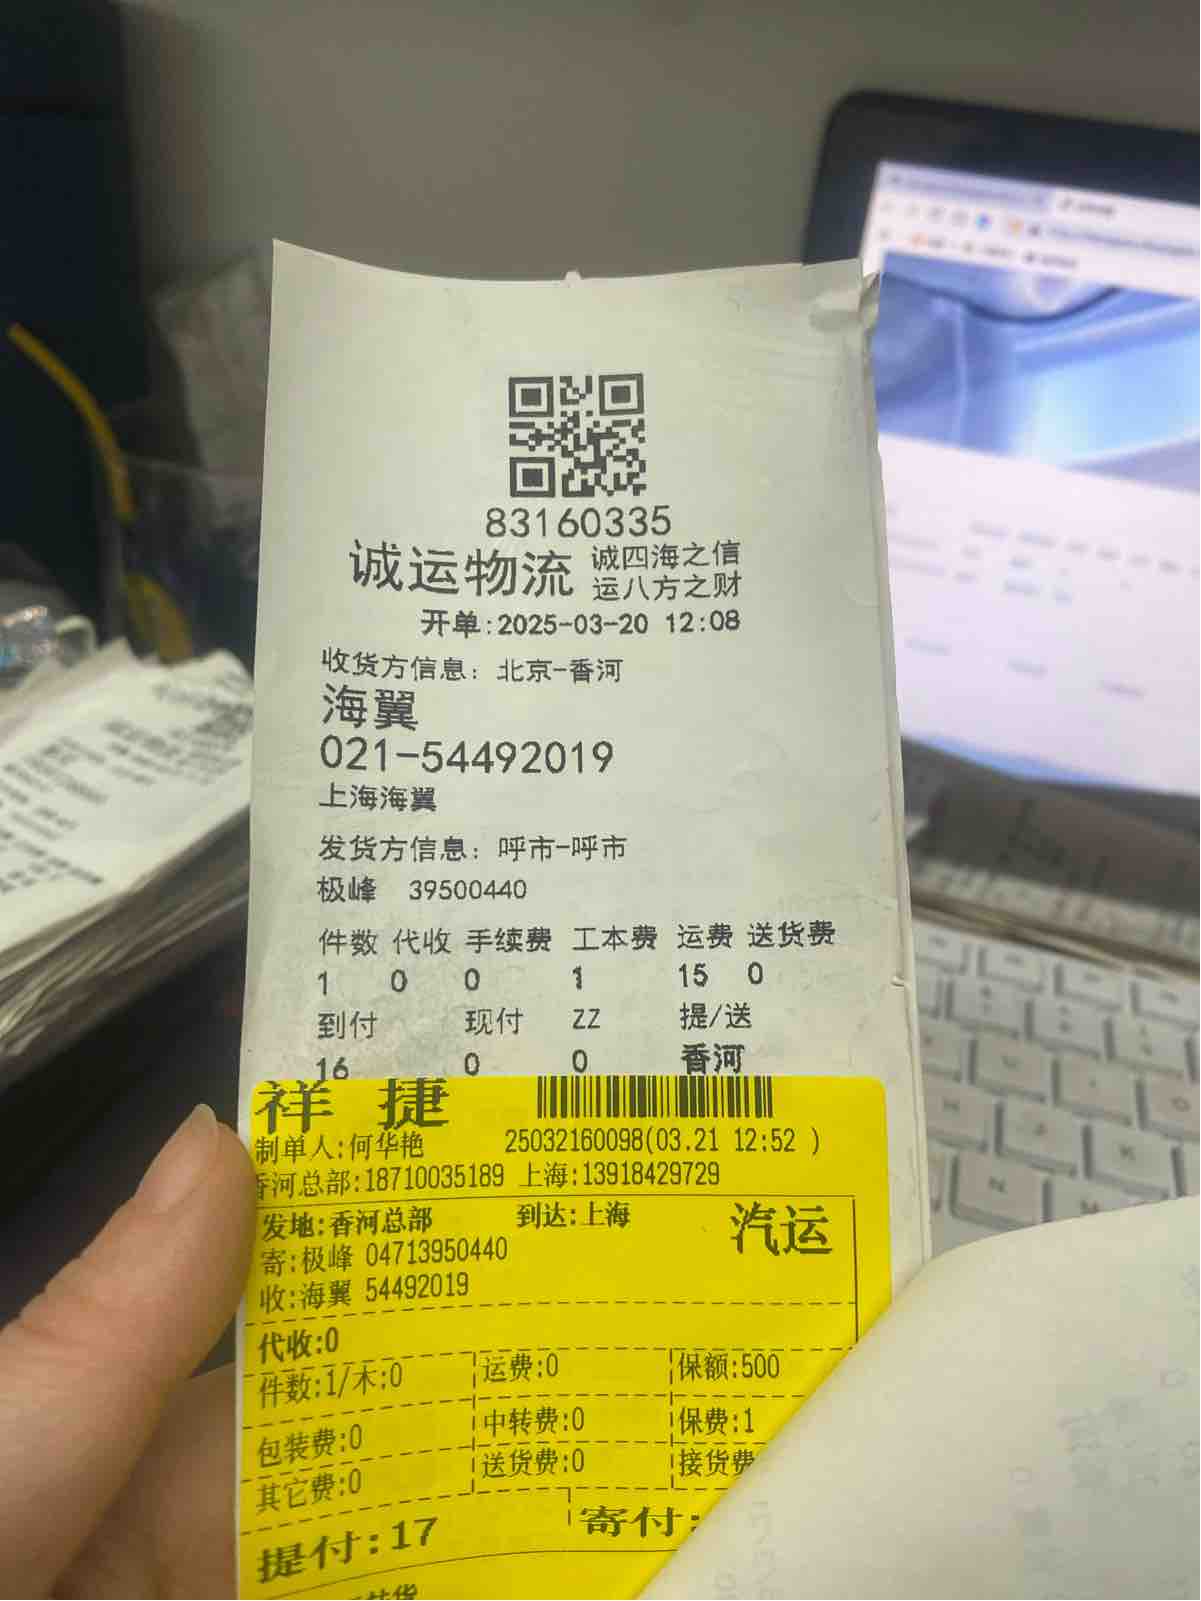 83160335
诚运物流 诚四海之信
运八方之财
开单:2025-03-20 12:08
收货方信息: 北京-香河
海翼
021-54492019
上海海翼
发货方信息: 呼市-呼市
极峰 39500440
件数 代收 手续费 工本费 运费 送货费
1 0 0 1 15 0
到付 现付 ZZ 提/送
16 0 0 香河
祥 捷
制单人:何华艳 25032160098(03.21 12:52 )
香河总部:18710035189 上海:13918429729
发地:香河总部 到达:上海 汽运
寄:极峰 04713950440
收:海翼 54492019
代收:0
件数:1/木:0 运费:0 保额:500
包装费:0 中转费:0 保费:1
其它费:0 送货费:0 接货费
提付:17 寄付: